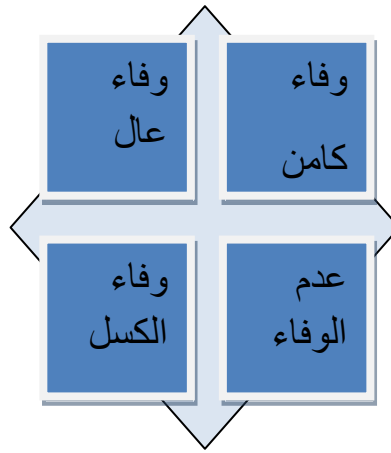 وفاء
كامن
وفاء
عال
عدم
الوفاء
وفاء
الكسل